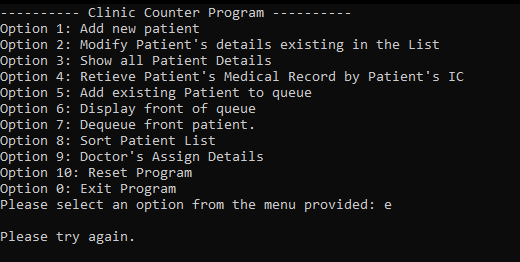 ---------- Clinic Counter Program ----------
Option 1: Add new patient
Option 2: Modify Patient's details existing in the List
Option 3: Show all Patient Details
Option 4: Retieve Patient's Medical Record by Patient's IC
Option 5: Add existing Patient to queue
Option 6: Display front of queue
Option 7: Dequeue front patient.
Option 8: Sort Patient List
Option 9: Doctor's Assign Details
Option 10: Reset Program
Option 0: Exit Program
Please select an option from the menu provided: e
Please try again.